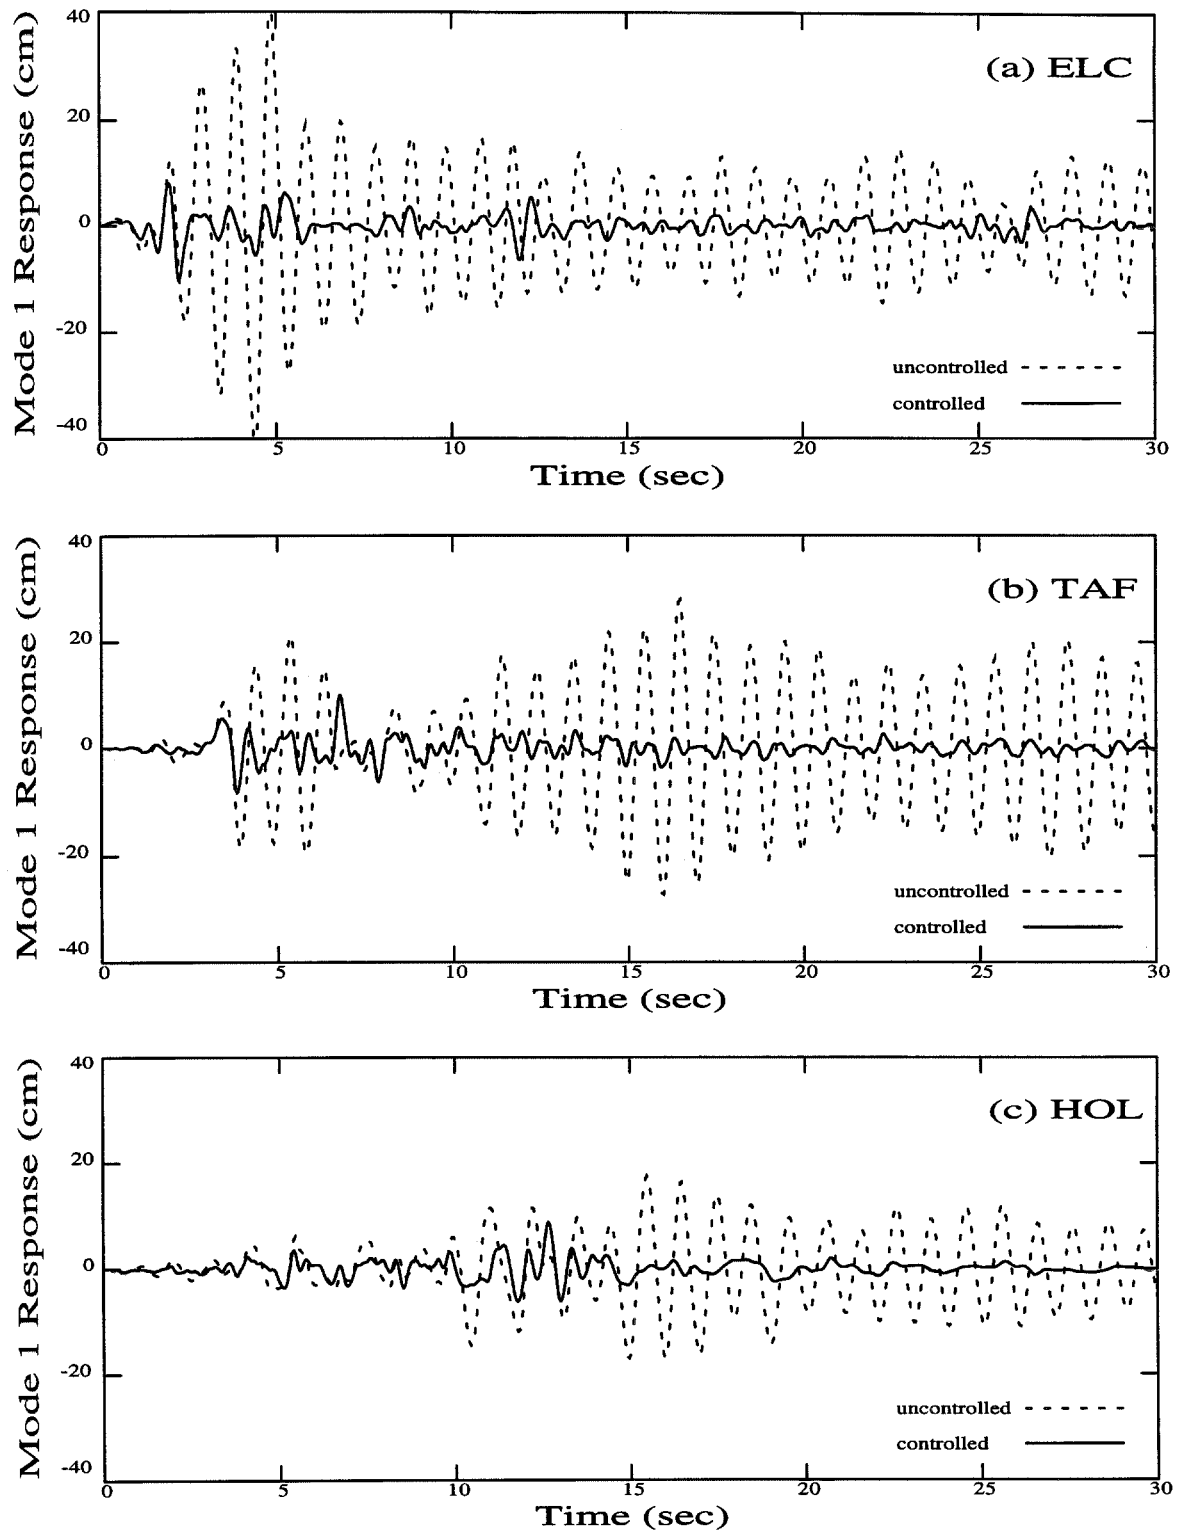 40
(a) ELC
20
0
-20
uncontrolled
controlled
-40
Mode 1 Response (cm)
0 5 10 15 20 25 30
Time (sec)
40
(b) TAF
20
0
-20
uncontrolled
controlled
-40
Mode 1 Response (cm)
0 5 10 15 20 25 30
Time (sec)
40
(c) HOL
20
0
-20
uncontrolled
controlled
-40
Mode 1 Response (cm)
0 5 10 15 20 25 30
Time (sec)